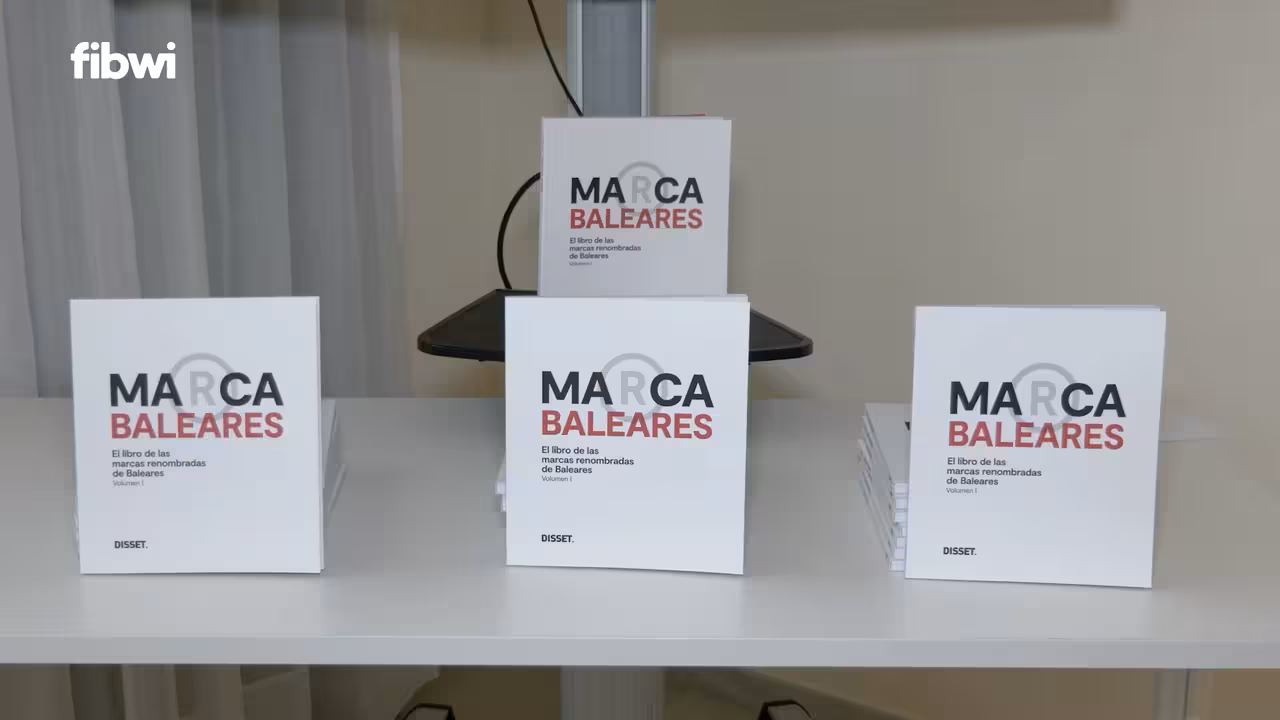 fibwi
MARCA
BALEARES
El libro de las
marcas renombradas
de Baleares
Volumen I
MARCA
BALEARES
El libro de las
marcas renombradas
de Baleares
Volumen I
DISSET.
MARCA
BALEARES
El libro de las
marcas renombradas
de Baleares
Volumen I
DISSET.
MARCA
BALEARES
El libro de las
marcas renombradas
de Baleares
Volumen I
DISSET.